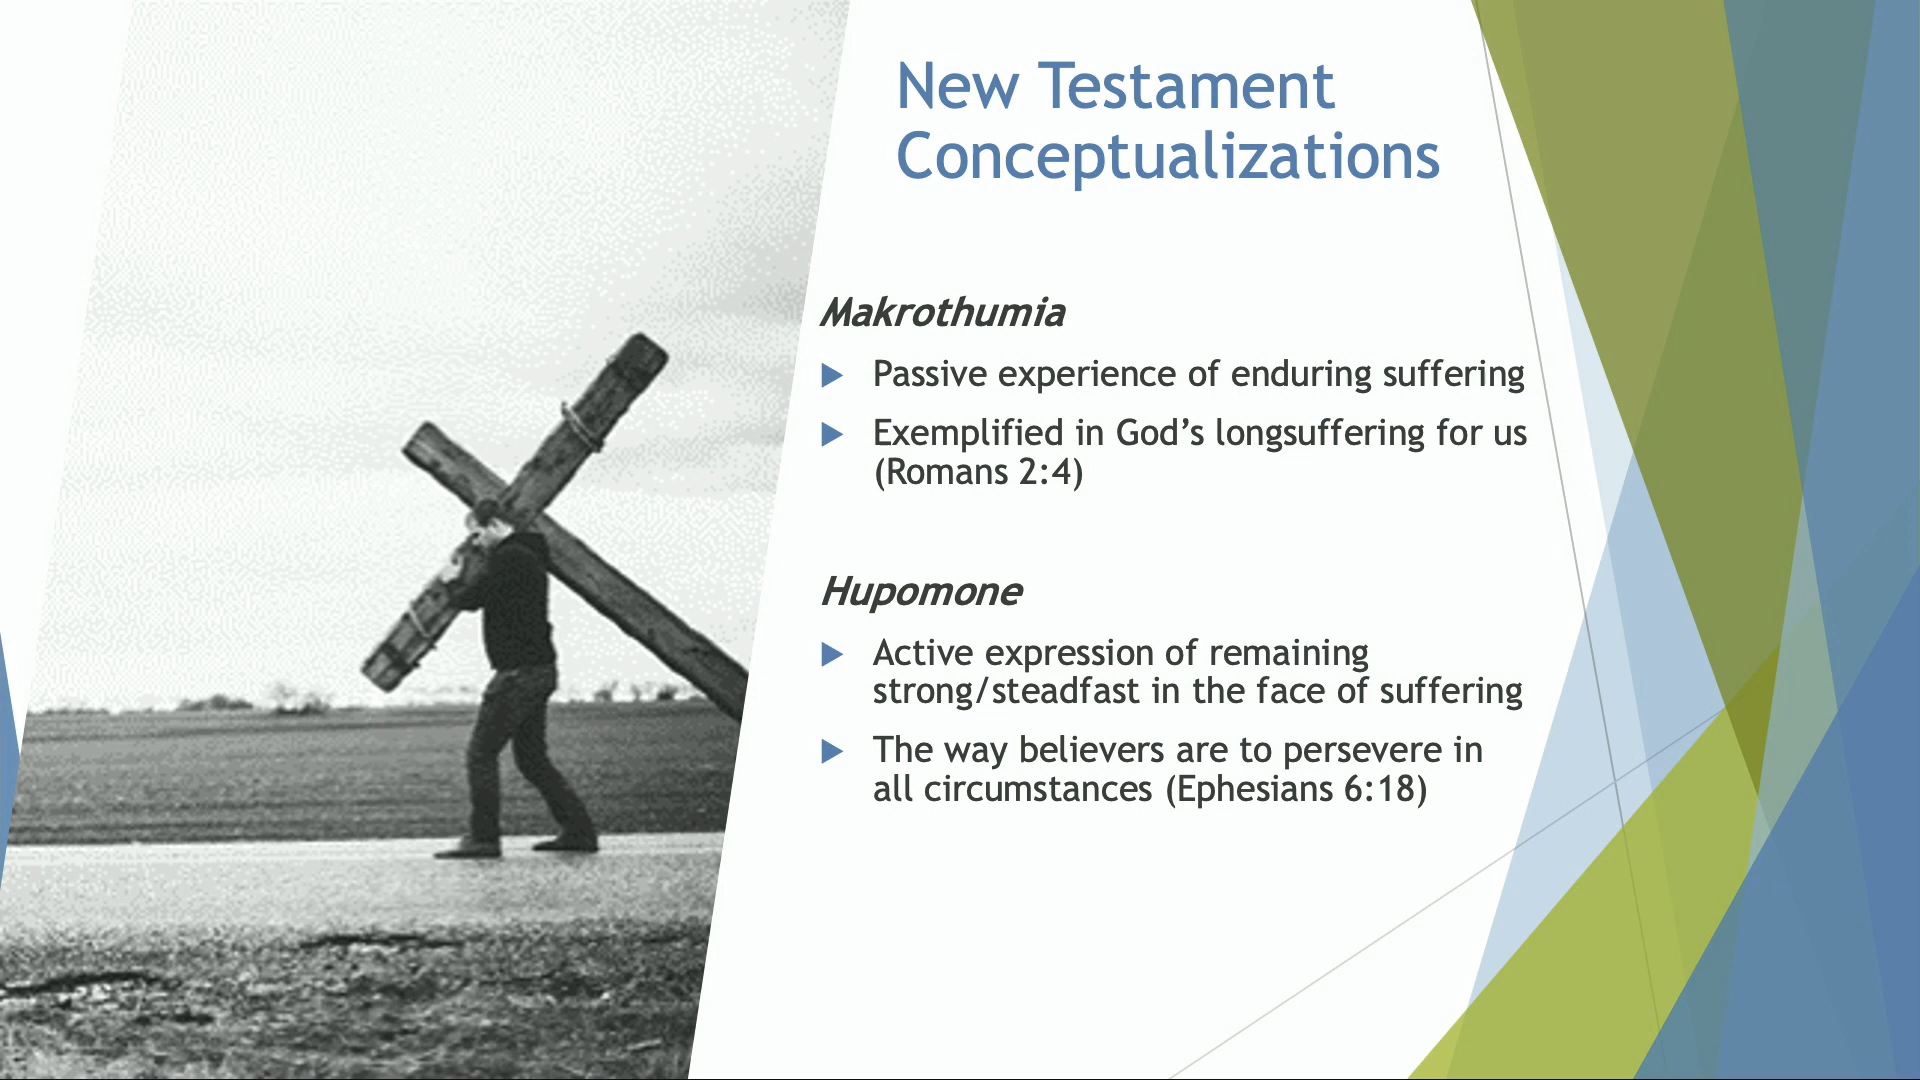 New Testament
Conceptualizations
Makrothumia
Passive experience of enduring suffering
Exemplified in God’s longsuffering for us
(Romans 2:4)
Hupomone
Active expression of remaining
strong/steadfast in the face of suffering
The way believers are to persevere in
all circumstances (Ephesians 6:18)